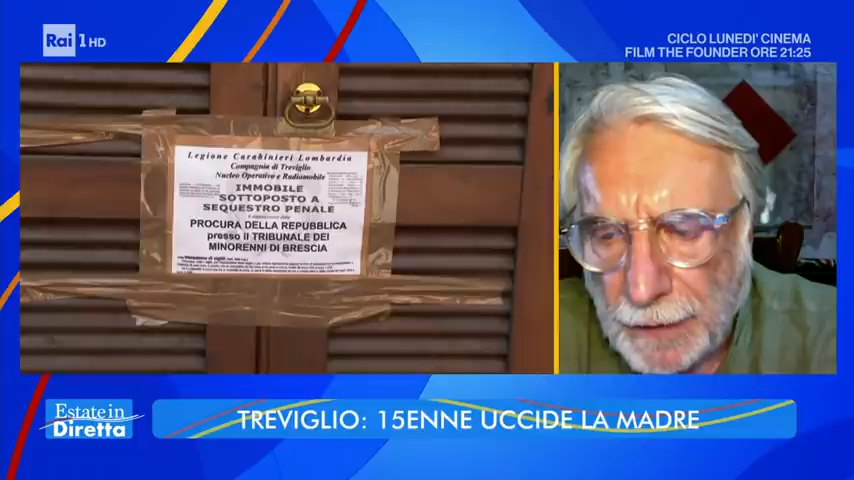 Rai 1 HD
CICLO LUNEDI' CINEMA
FILM THE FOUNDER ORE 21:25
Legione Carabinieri Lombardia
Compagnia di Treviglio
Nucleo Operativo e Radiomobile
IMMOBILE
SOTTOPOSTO A
SEQUESTRO PENALE
PROCURA DELLA REPUBBLICA
presso il TRIBUNALE DEI
MINORENNI DI BRESCIA
Estate in
Diretta
TREVIGLIO: 15ENNE UCCIDE LA MADRE